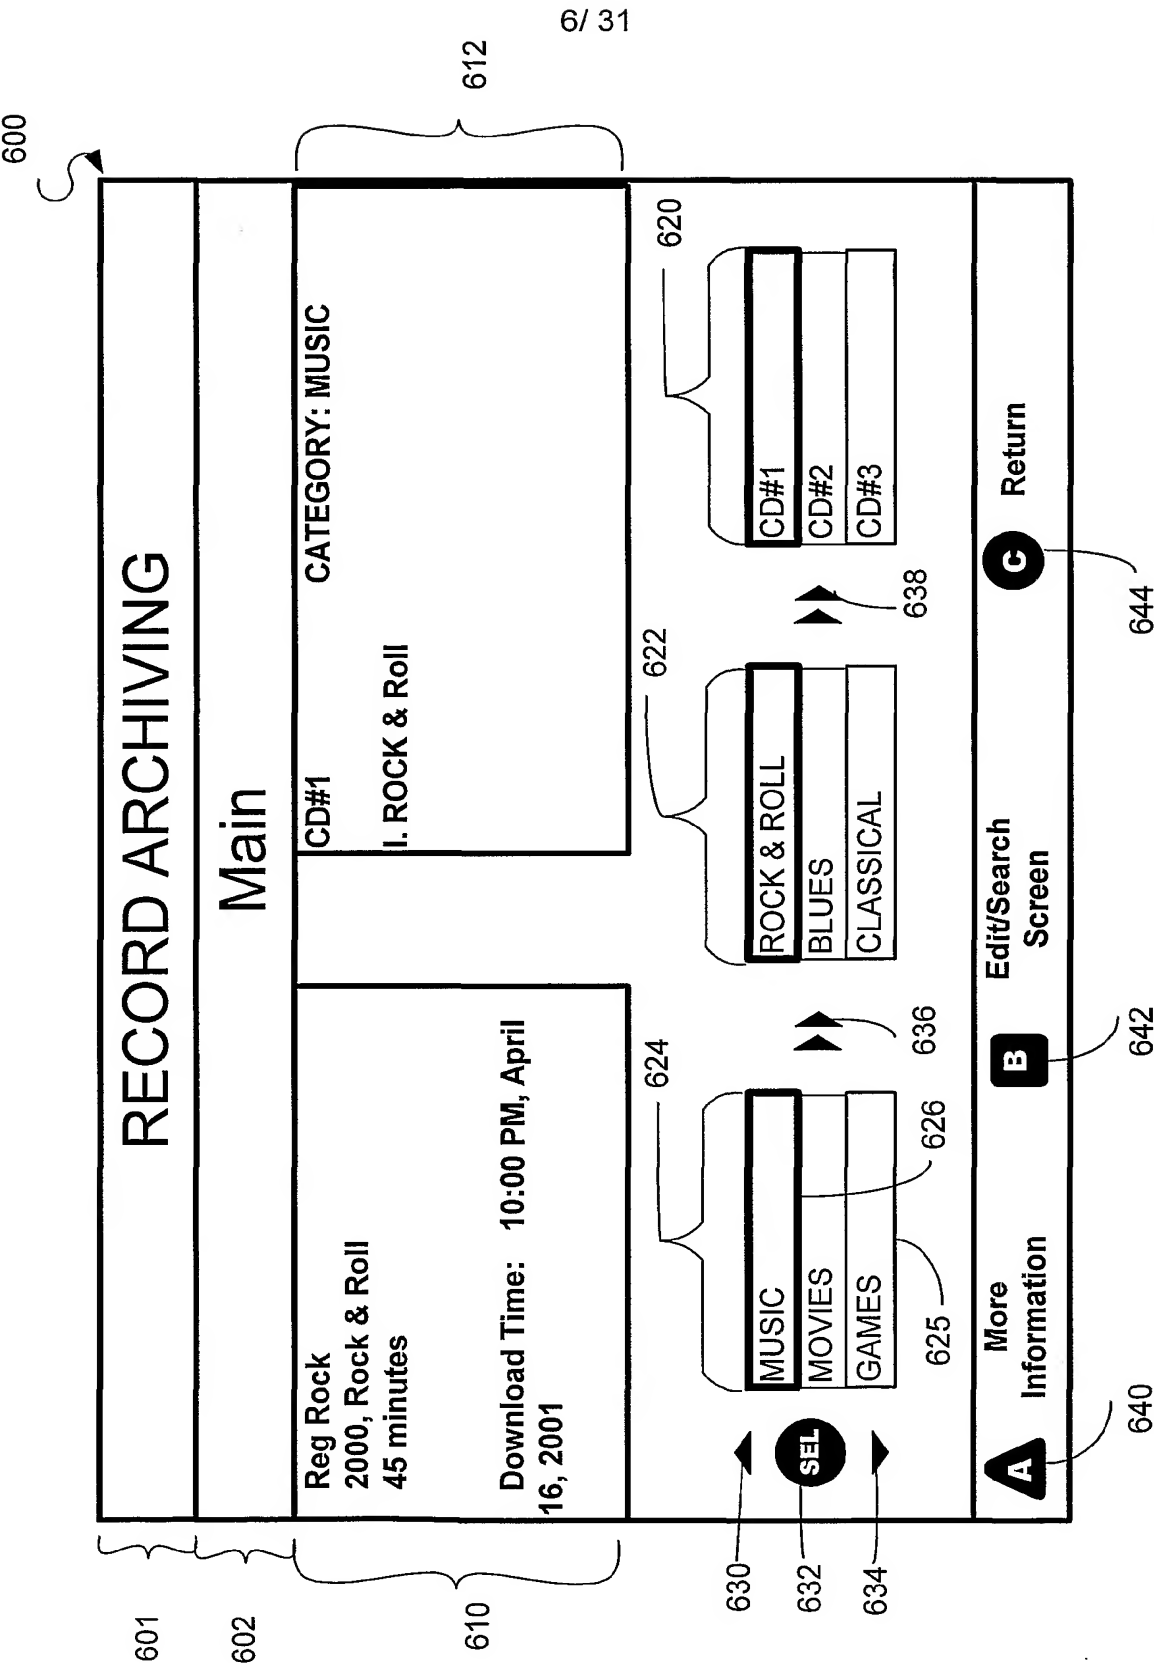 6/ 31
600
RECORD ARCHIVING
601
Main
602
Reg Rock
2000, Rock & Roll
45 minutes
Download Time: 10:00 PM, April
16, 2001
610
CD#1 CATEGORY: MUSIC
I. ROCK & Roll
612
624
622
620
MUSIC
MOVIES
GAMES
ROCK & ROLL
BLUES
CLASSICAL
CD#1
CD#2
CD#3
630
SEL
632
634
625
626
636
638
A
More
Information
B
Edit/Search
Screen
C
Return
640
642
644